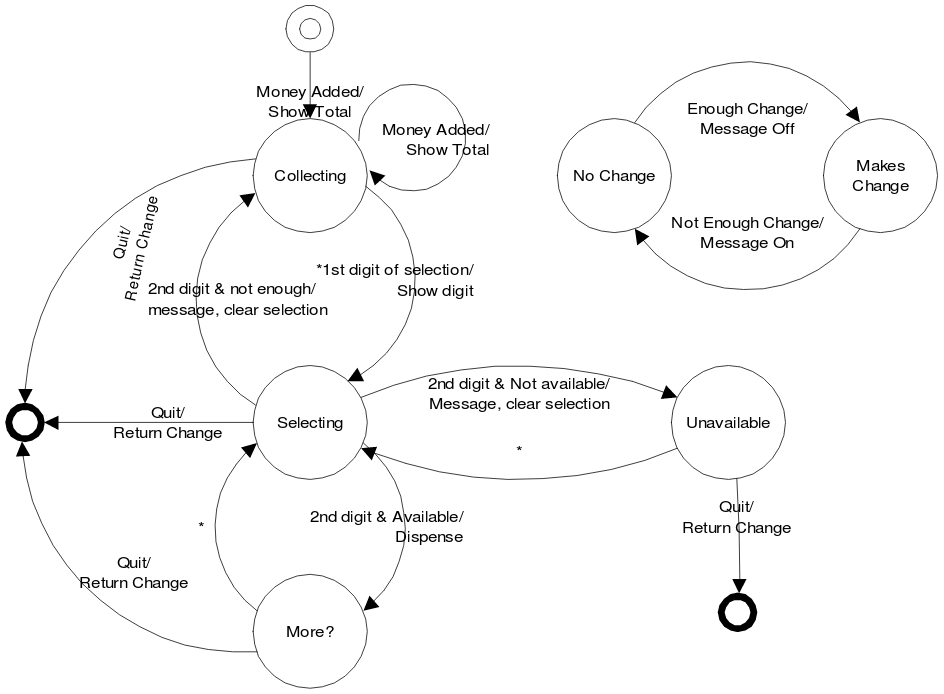 Money Added/
Show Total
Money Added/
Show Total
Collecting
Quit/
Return Change
2nd digit & not enough/
message, clear selection
*1st digit of selection/
Show digit
No Change
Enough Change/
Message Off
Makes
Change
Not Enough Change/
Message On
Selecting
Quit/
Return Change
2nd digit & Not available/
Message, clear selection
Unavailable
*
*
2nd digit & Available/
Dispense
Quit/
Return Change
Quit/
Return Change
More?